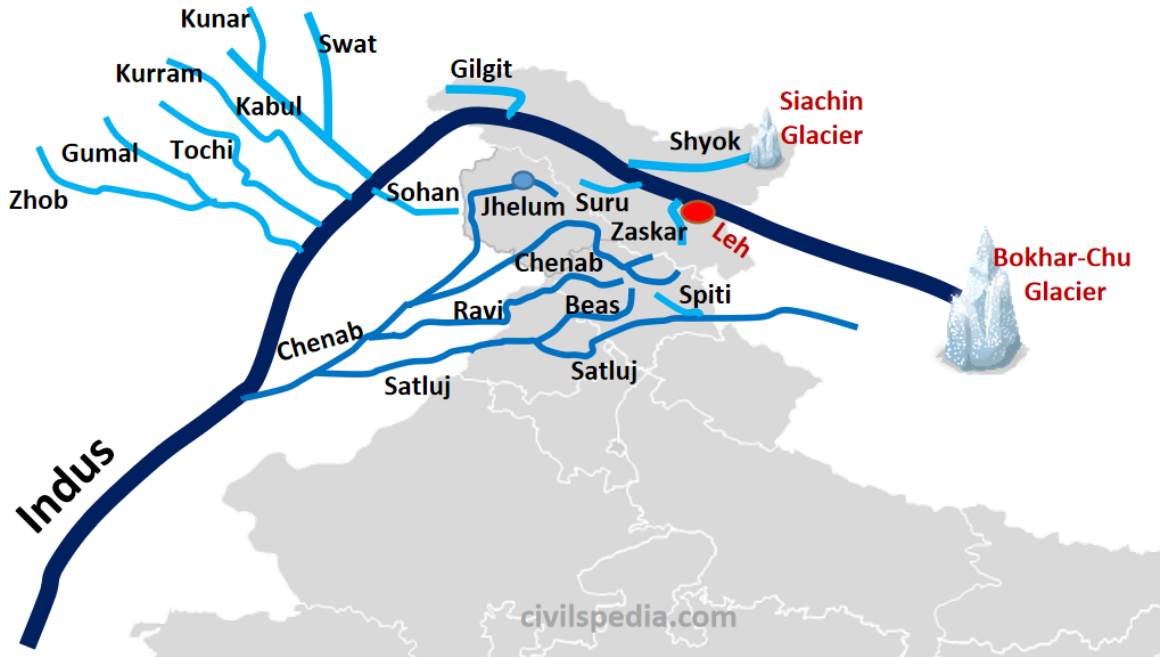 Kunar
Swat
Kurram
Gilgit
Siachin
Glacier
Kabul
Shyok
Tochi
Gumal
Zhob
Sohan
Jhelum
Suru
Zaskar
Leh
Chenab
Bokhar-Chu
Glacier
Spiti
Ravi
Beas
Chenab
Satluj
Satluj
Indus
civilspedia.com